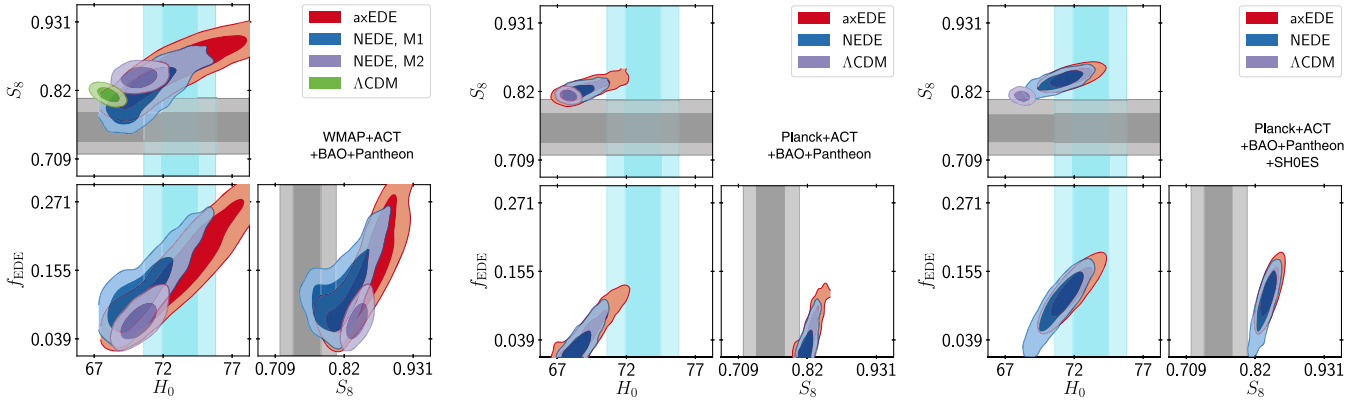 0.931
0.82
0.709
S₈
axEDE
NEDE, M1
NEDE, M2
ΛCDM
WMAP+ACT
+BAO+Pantheon
0.271
0.155
0.039
f_EDE
67 72 77
H₀
0.709 0.82 0.931
S₈
0.931
0.82
0.709
S₈
axEDE
NEDE
ΛCDM
Planck+ACT
+BAO+Pantheon
0.271
0.155
0.039
f_EDE
67 72 77
H₀
0.709 0.82 0.931
S₈
0.931
0.82
0.709
S₈
axEDE
NEDE
ΛCDM
Planck+ACT
+BAO+Pantheon
+SH0ES
0.271
0.155
0.039
f_EDE
67 72 77
H₀
0.709 0.82 0.931
S₈